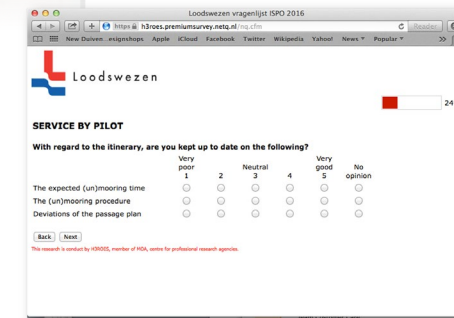 Loodswezen vragenlijst ISPO 2016
https h3roes.premiumsurvey.netq.nl/nq.cfm
Reader
New Duiven...esignshops Apple iCloud Facebook Twitter Wikipedia Yahoo! News Popular
Loodswezen
24
SERVICE BY PILOT
With regard to the itinerary, are you kept up to date on the following?
Very poor 1 2 Neutral 3 4 Very good 5 No opinion
The expected (un)mooring time
The (un)mooring procedure
Deviations of the passage plan
Back Next
This research is conduct by H3ROES, member of MOA, centre for professional research agencies.